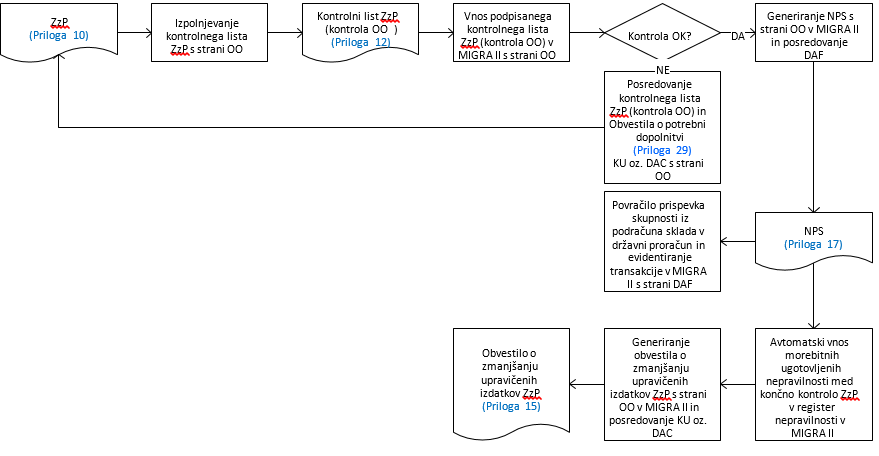 ZzP
(Priloga 10)
Izpolnjevanje
kontrolnega lista
ZzP s strani OO
Kontrolni list ZzP
(kontrola OO )
(Priloga 12)
Vnos podpisanega
kontrolnega lista
ZzP (kontrola OO) v
MIGRA II s strani OO
Kontrola OK?
DA
Generiranje NPS s
strani OO v MIGRA II
in posredovanje
DAF
NE
Posredovanje
kontrolnega lista
ZzP (kontrola OO) in
Obvestila o potrebni
dopolnitvi
(Priloga 29)
KU oz. DAC s strani
OO
Povračilo prispevka
skupnosti iz
podračuna sklada v
državni proračun in
evidentiranje
transakcije v MIGRA
II s strani DAF
NPS
(Priloga 17)
Obvestilo o
zmanjšanju
upravičenih
izdatkov ZzP
(Priloga 15)
Generiranje
obvestila o
zmanjšanju
upravičenih
izdatkov ZzP s strani
OO v MIGRA II in
posredovanje KU oz.
DAC
Avtomatski vnos
morebitnih
ugotovljenih
nepravilnosti med
končno kontrolo ZzP
v register
nepravilnosti v
MIGRA II